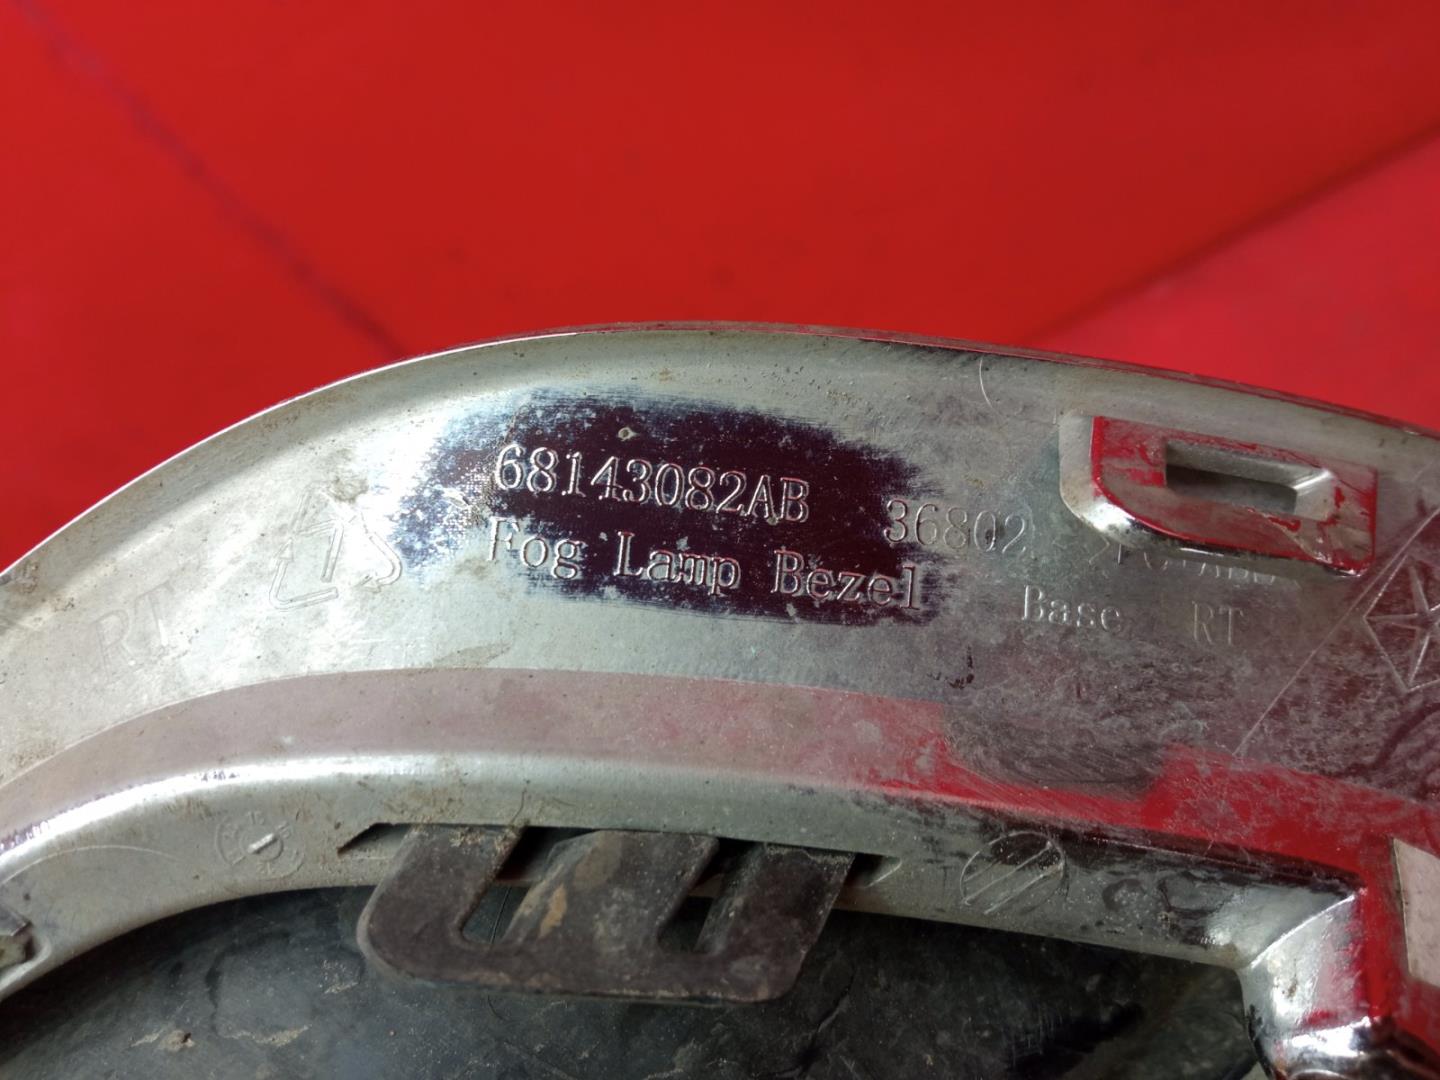 68143082AB 36802
Fog Lamp Bezel Base RT
RT